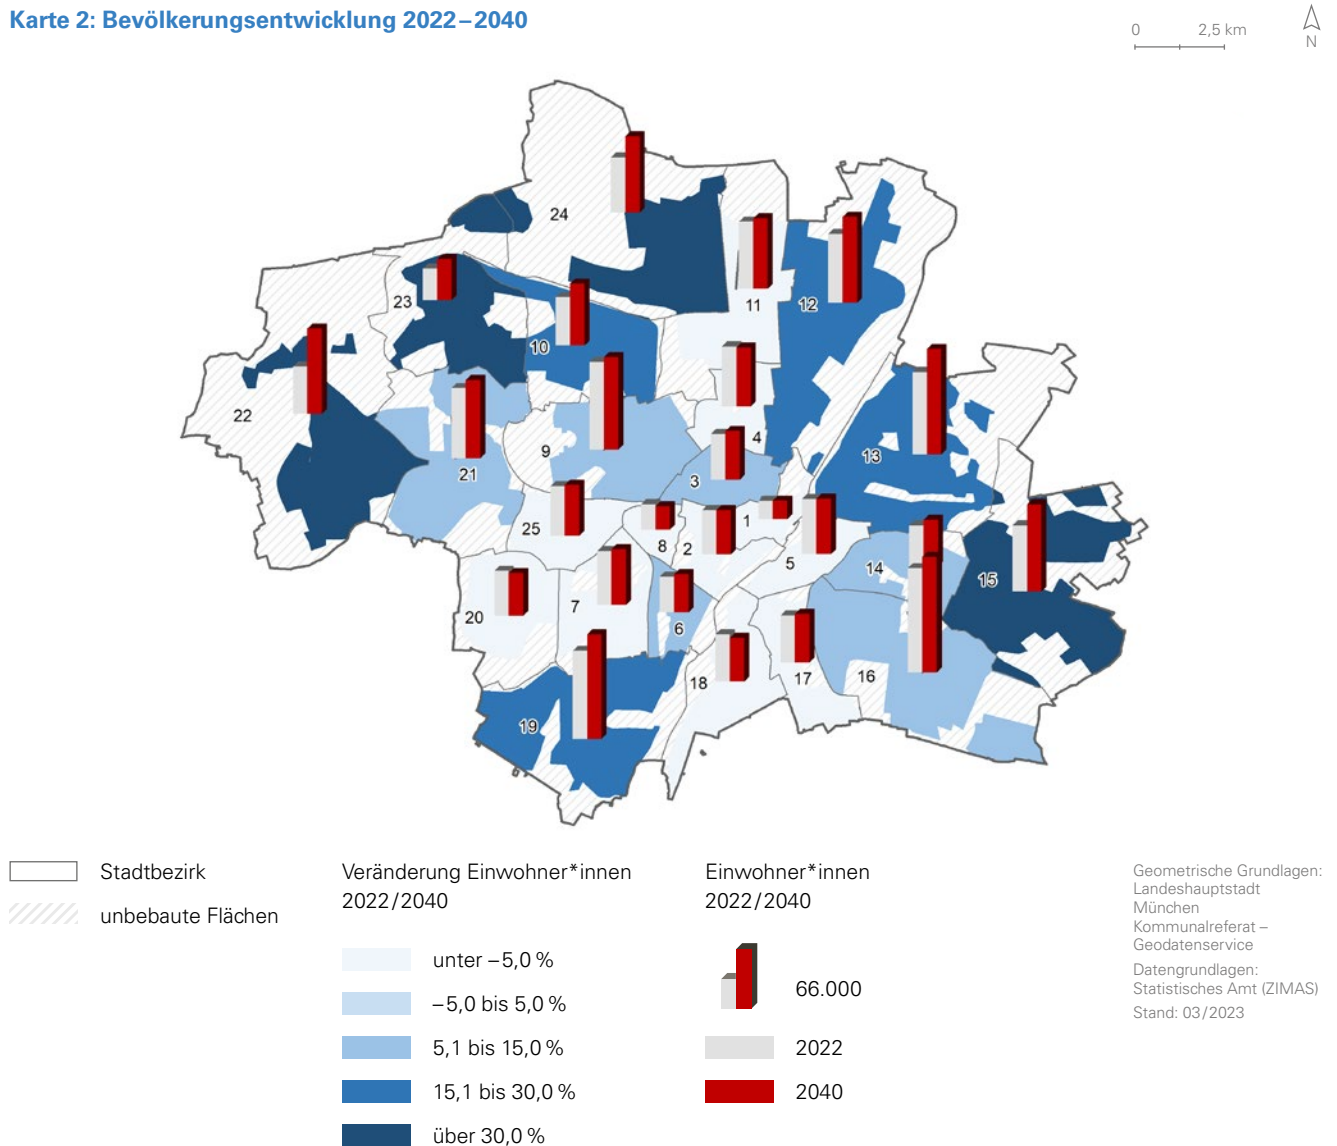 Karte 2: Bevölkerungsentwicklung 2022–2040
0 2,5 km
N
24
23
11
12
10
22
4
9
13
21
3
25
1
8
2
5
14
15
20
7
6
18
17
16
19
Stadtbezirk
unbebaute Flächen
Veränderung Einwohner*innen
2022/2040
unter –5,0 %
–5,0 bis 5,0 %
5,1 bis 15,0 %
15,1 bis 30,0 %
über 30,0 %
Einwohner*innen
2022/2040
66.000
2022
2040
Geometrische Grundlagen:
Landeshauptstadt
München
Kommunalreferat –
Geodatenservice
Datengrundlagen:
Statistisches Amt (ZIMAS)
Stand: 03/2023